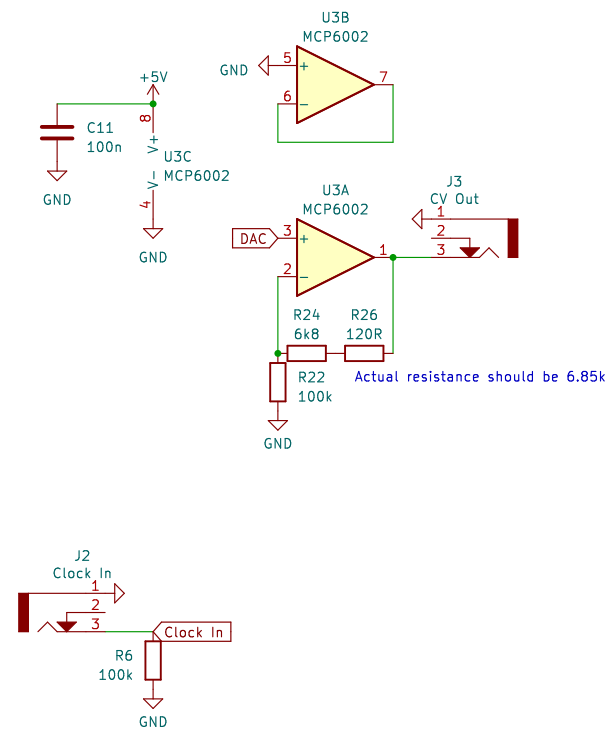 U3B
MCP6002
GND
5
+
6
−
7
+5V
C11
100n
GND
8
V+
U3C
MCP6002
V−
4
GND
U3A
MCP6002
DAC
3
+
2
−
1
J3
CV Out
1
2
3
R24
6k8
R26
120R
Actual resistance should be 6.85k
R22
100k
GND
J2
Clock In
1
2
3
Clock In
R6
100k
GND